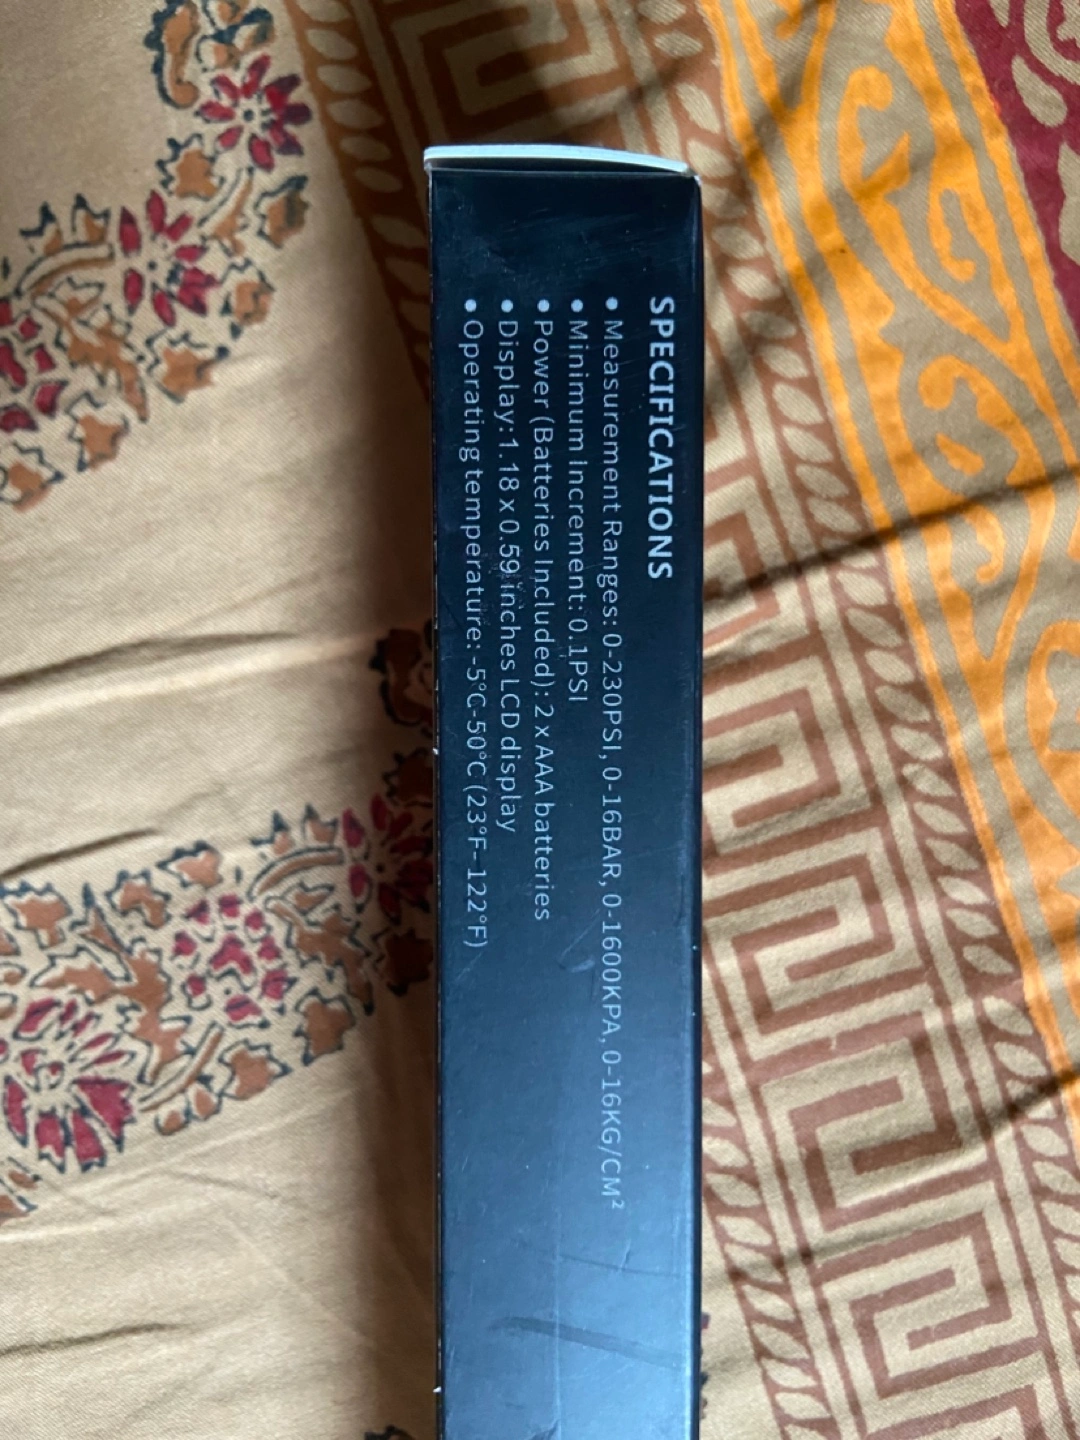 SPECIFICATIONS
• Measurement Ranges: 0-230PSI, 0-16BAR, 0-1600KPA, 0-16KG/CM²
• Minimum Increment: 0.1PSI
• Power (Batteries Included): 2 x AAA batteries
• Display: 1.18 x 0.59 inches LCD display
• Operating temperature: -5°C-50°C (23°F-122°F)